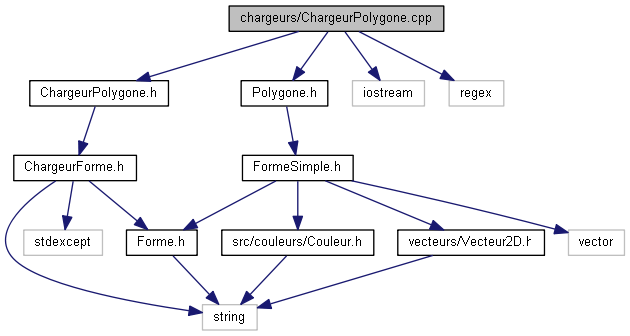 chargeurs/ChargeurPolygone.cpp
ChargeurPolygone.h
Polygone.h
iostream
regex
ChargeurForme.h
FormeSimple.h
stdexcept
Forme.h
src/couleurs/Couleur.h
vecteurs/Vecteur2D.h
vector
string